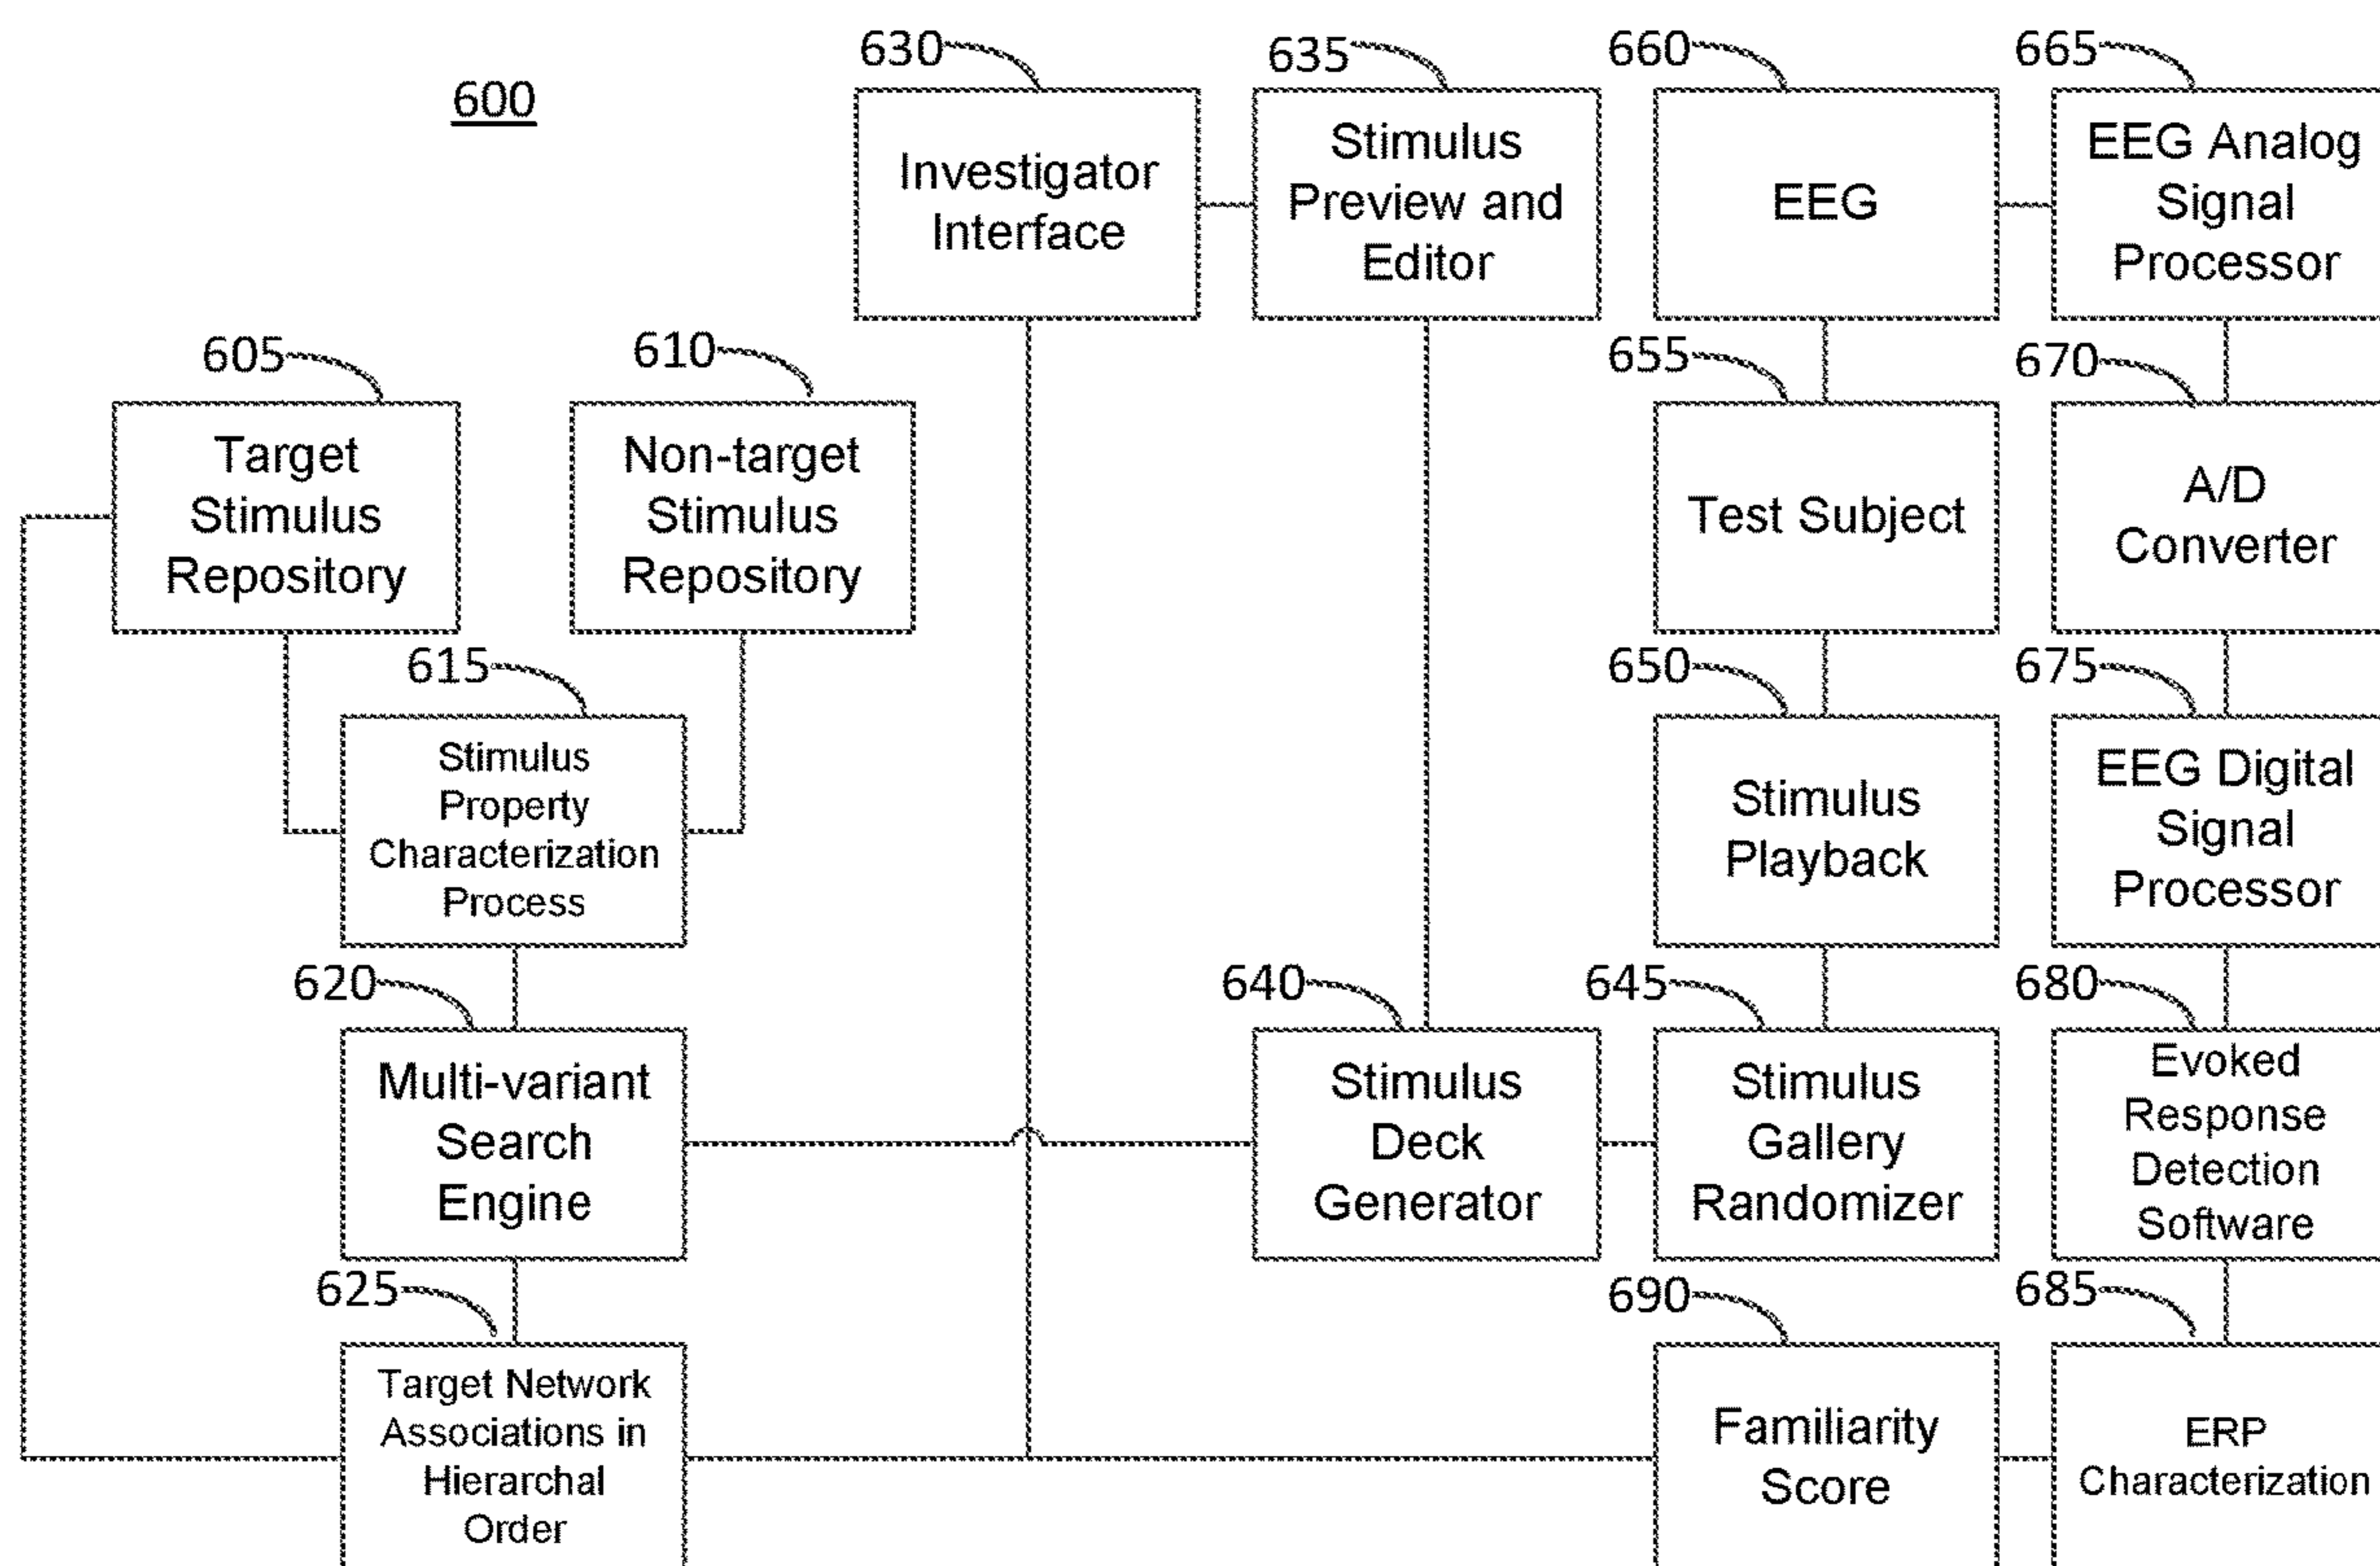 600
630
Investigator
Interface
635
Stimulus
Preview and
Editor
660
EEG
665
EEG Analog
Signal
Processor
605
Target
Stimulus
Repository
610
Non-target
Stimulus
Repository
655
Test Subject
670
A/D
Converter
615
Stimulus
Property
Characterization
Process
650
Stimulus
Playback
675
EEG Digital
Signal
Processor
620
Multi-variant
Search
Engine
640
Stimulus
Deck
Generator
645
Stimulus
Gallery
Randomizer
680
Evoked
Response
Detection
Software
625
Target Network
Associations in
Hierarchal
Order
690
Familiarity
Score
685
ERP
Characterization